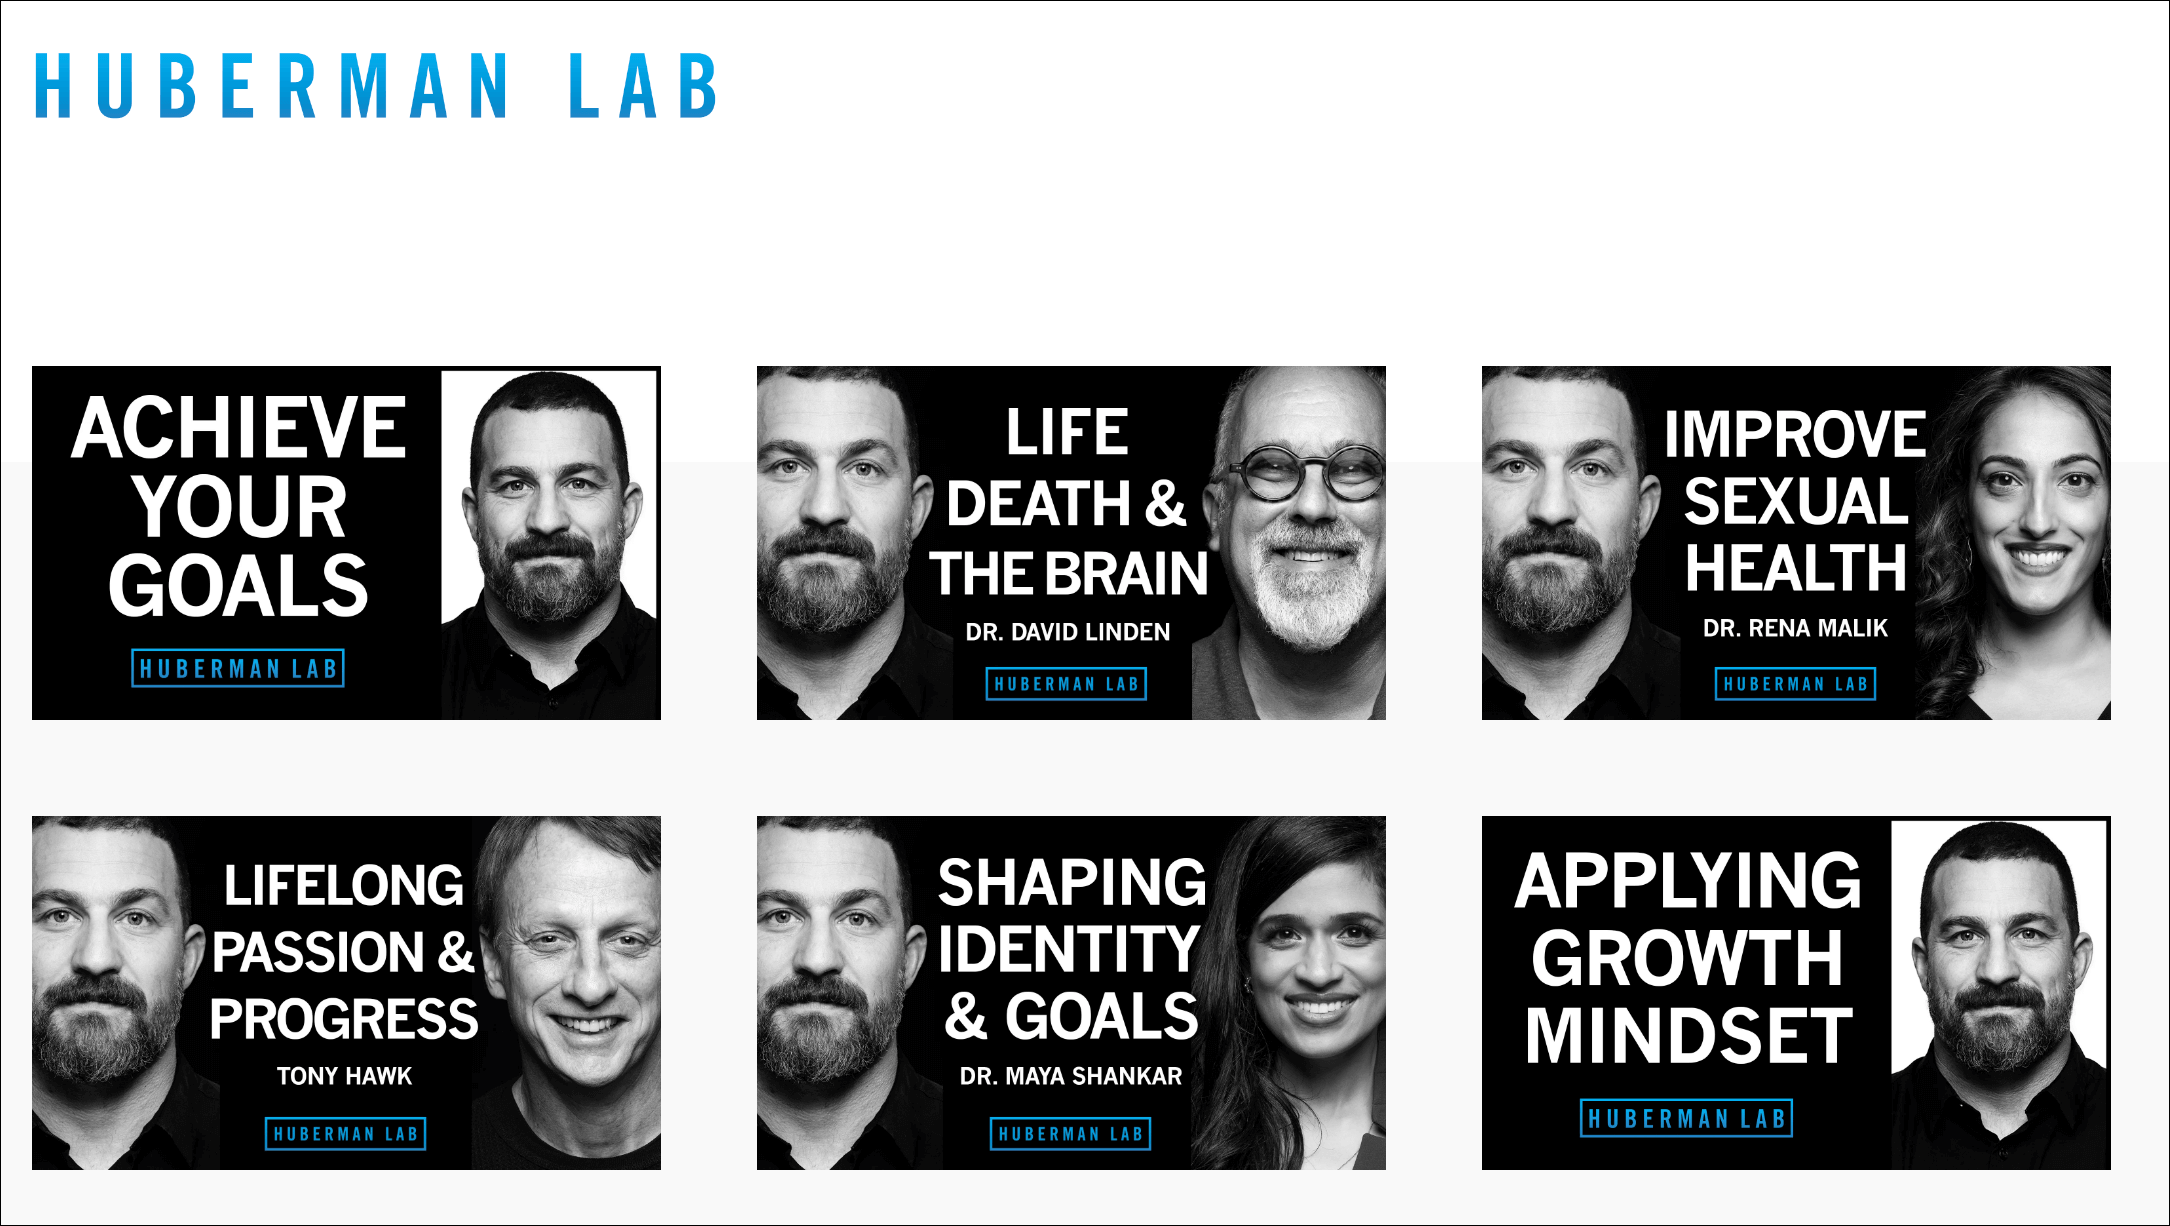 HUBERMAN LAB
ACHIEVE
YOUR
GOALS
HUBERMAN LAB
LIFE
DEATH &
THE BRAIN
DR. DAVID LINDEN
HUBERMAN LAB
IMPROVE
SEXUAL
HEALTH
DR. RENA MALIK
HUBERMAN LAB
LIFELONG
PASSION &
PROGRESS
TONY HAWK
HUBERMAN LAB
SHAPING
IDENTITY
& GOALS
DR. MAYA SHANKAR
HUBERMAN LAB
APPLYING
GROWTH
MINDSET
HUBERMAN LAB